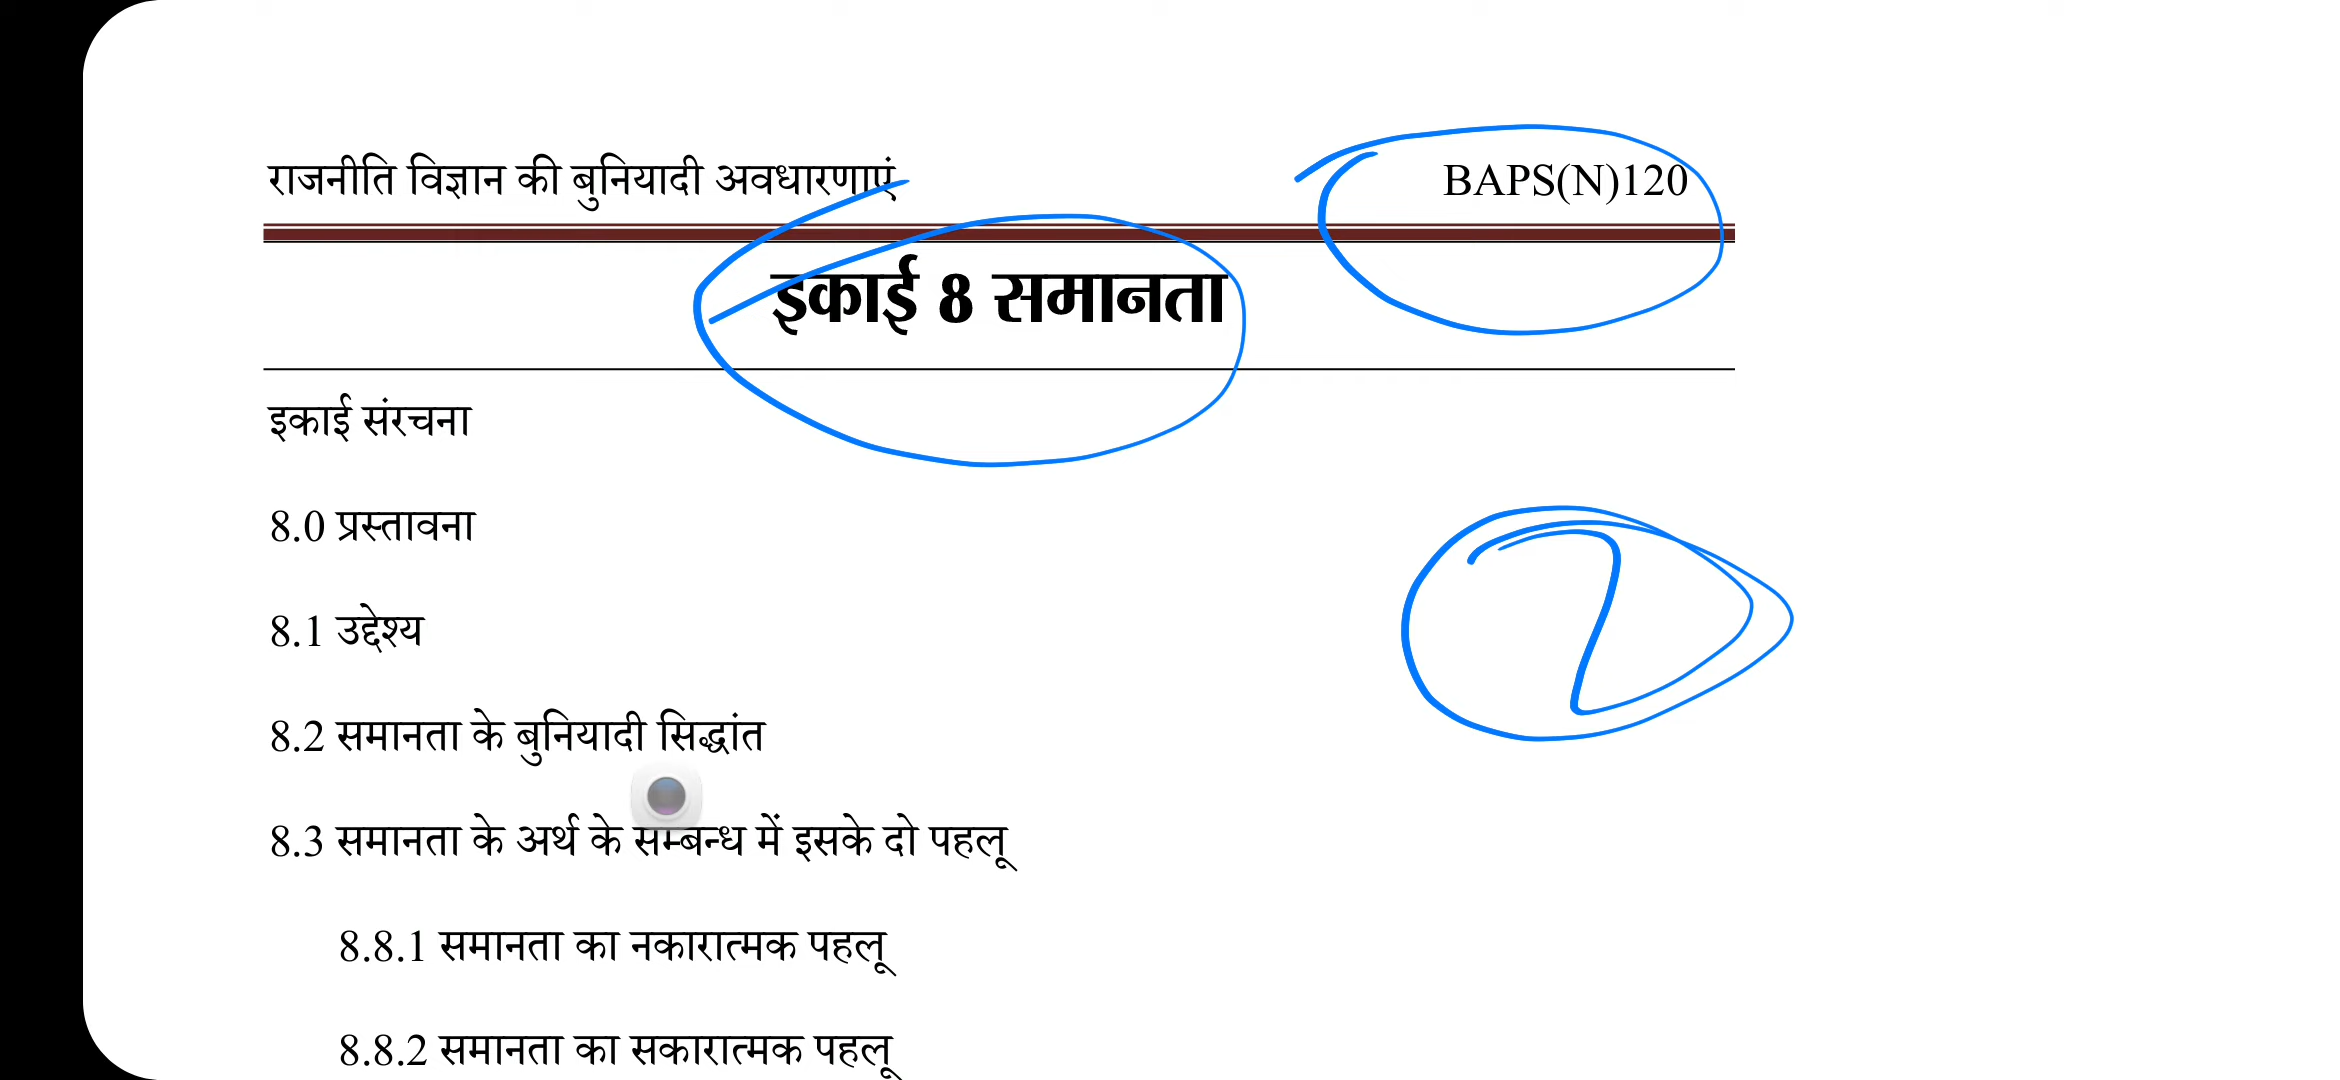 राजनीति विज्ञान की बुनियादी अवधारणाएं BAPS(N)120
इकाई 8 समानता
इकाई संरचना
8.0 प्रस्तावना
8.1 उद्देश्य
8.2 समानता के बुनियादी सिद्धांत
8.3 समानता के अर्थ के सम्बन्ध में इसके दो पहलू
8.8.1 समानता का नकारात्मक पहलू
8.8.2 समानता का सकारात्मक पहलू